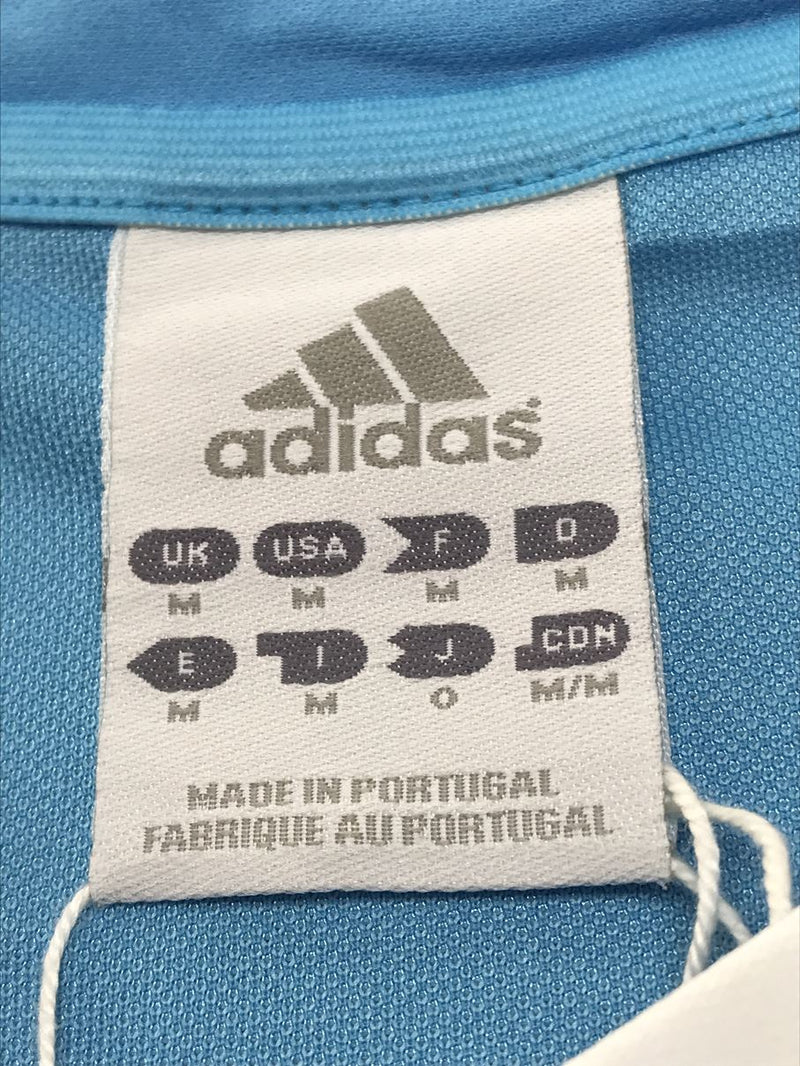 adidas
UK USA F D
M M M M
E I J CDN
M M O M/M
MADE IN PORTUGAL
FABRIQUE AU PORTUGAL